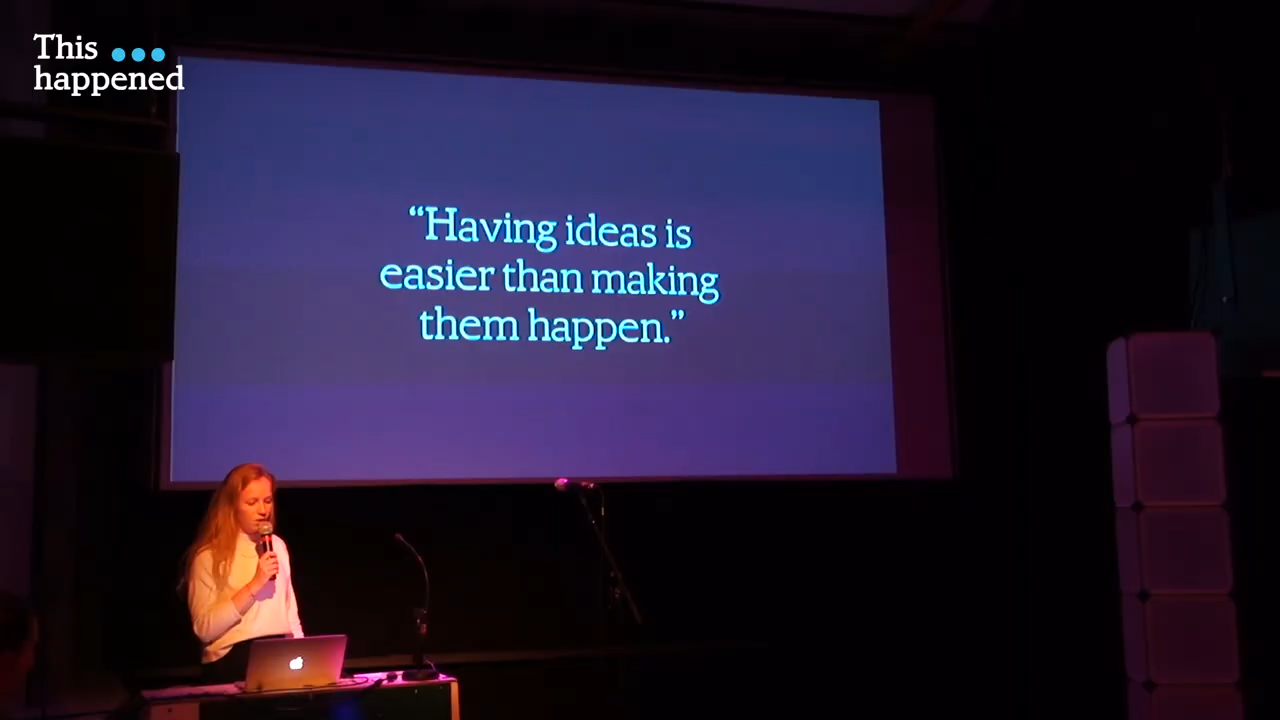 This
happened
“Having ideas is
easier than making
them happen.”